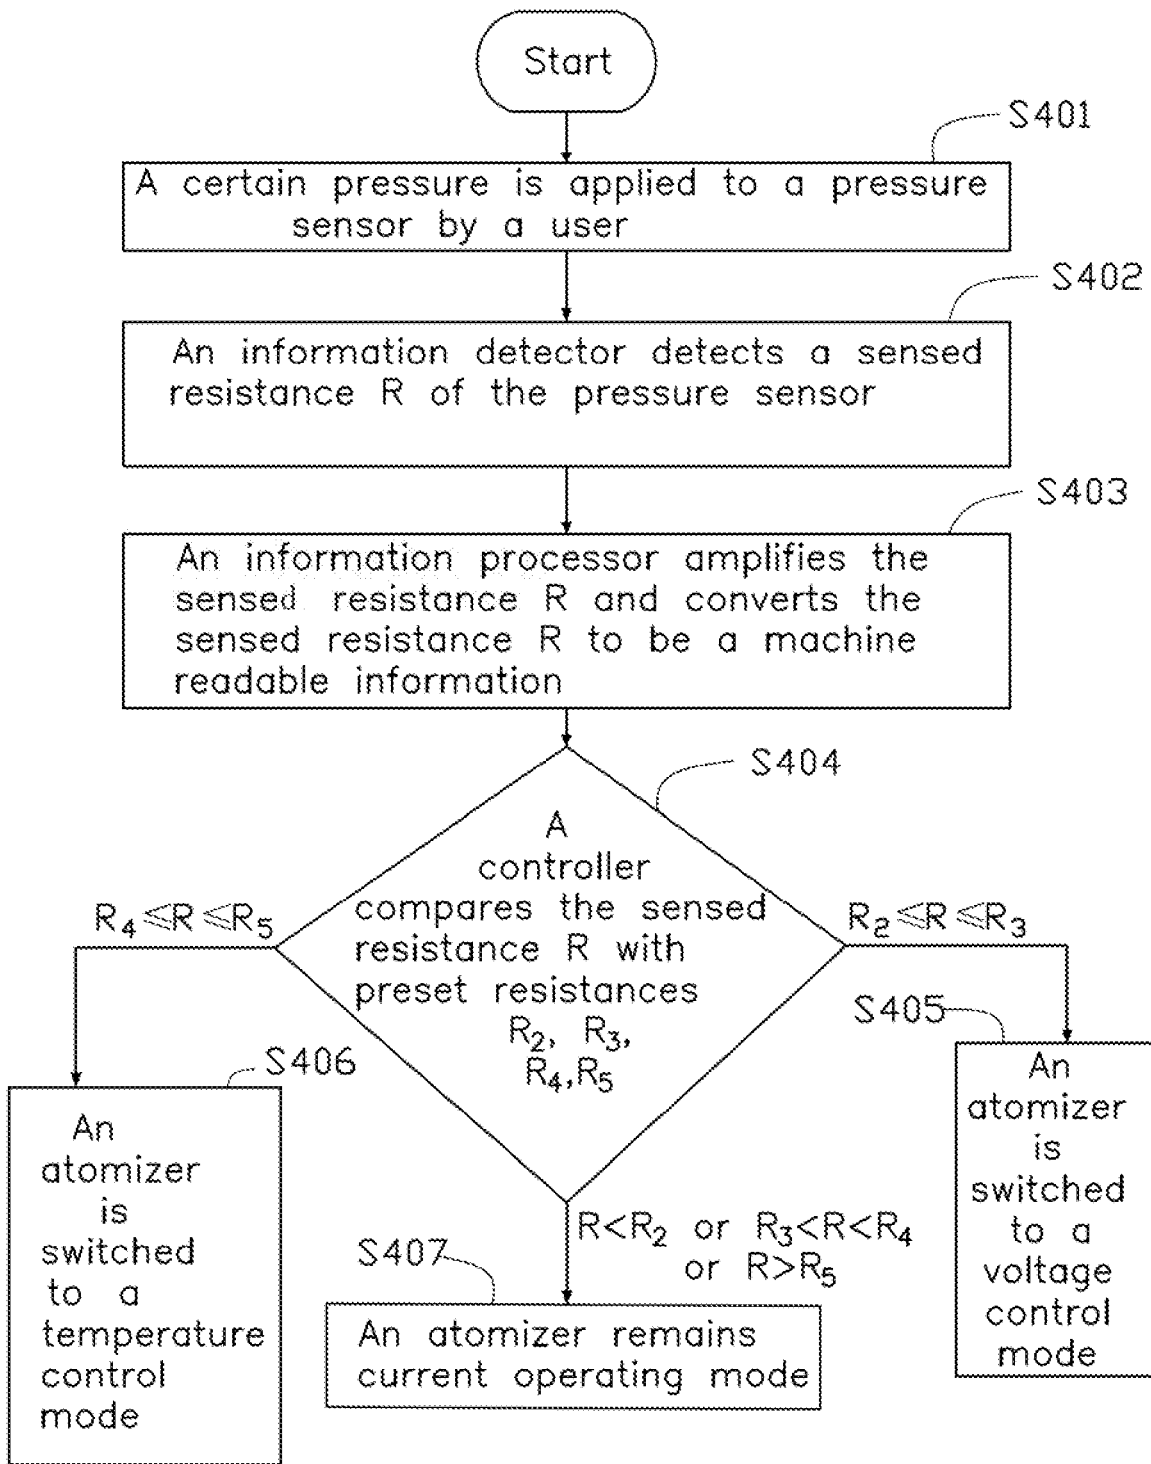 Start
S401
A certain pressure is applied to a pressure
sensor by a user
S402
An information detector detects a sensed
resistance R of the pressure sensor
S403
An information processor amplifies the
sensed resistance R and converts the
sensed resistance R to be a machine
readable information
S404
A
controller
compares the sensed
resistance R with
preset resistances
R₂, R₃,
R₄,R₅
R₄≤R≤R₅
R₂≤R≤R₃
S405
An
atomizer
is
switched
to a
voltage
control
mode
S406
An
atomizer
is
switched
to a
temperature
control
mode
R<R₂ or R₃<R<R₄
or R>R₅
S407
An atomizer remains
current operating mode